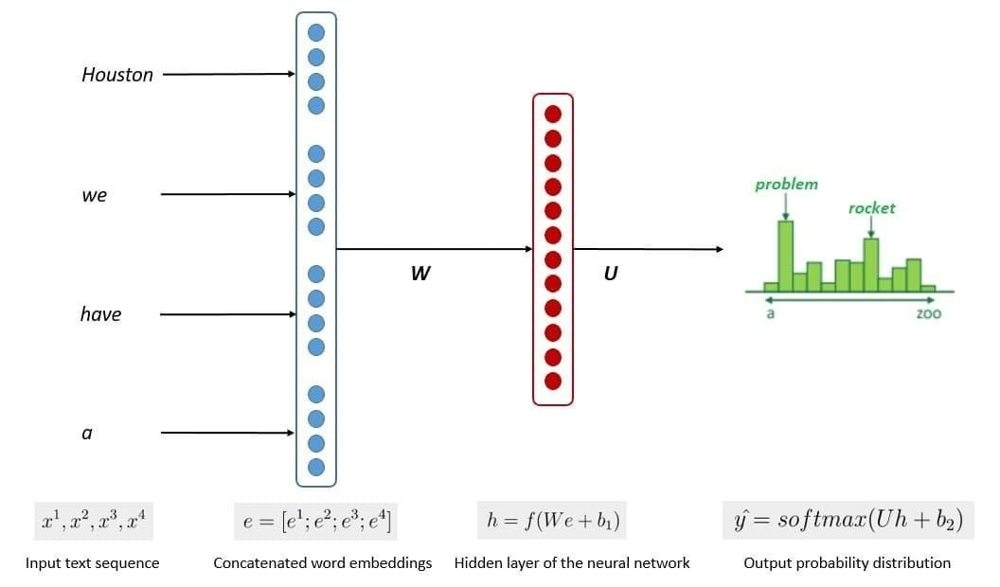 Houston
we
have
a
W
U
problem
rocket
a
zoo
x¹, x², x³, x⁴
e = [e¹; e²; e³; e⁴]
h = f(We + b₁)
ŷ = softmax(Uh + b₂)
Input text sequence
Concatenated word embeddings
Hidden layer of the neural network
Output probability distribution